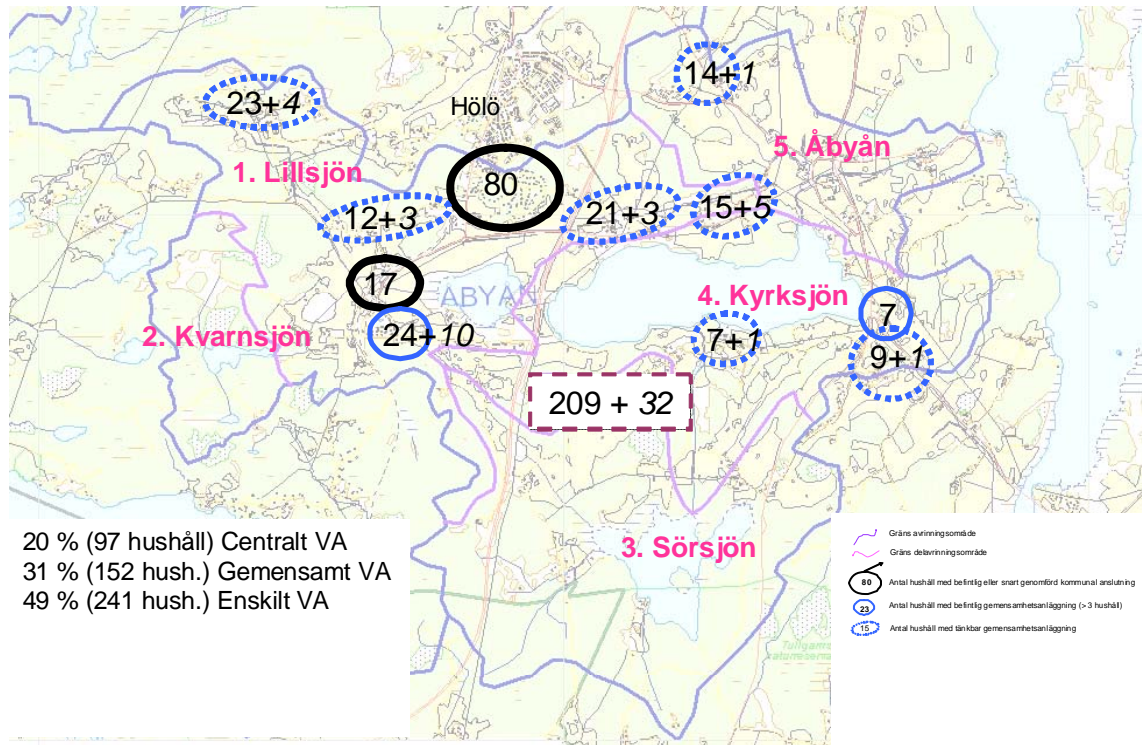 14+1
23+4
Hölö
5. Åbyån
1. Lillsjön
80
15+5
12+3
21+3
17
ÅBYÅN
4. Kyrksjön
7
2. Kvarnsjön
24+10
7+1
9+1
209 + 32
20 % (97 hushåll) Centralt VA
31 % (152 hush.) Gemensamt VA
49 % (241 hush.) Enskilt VA
3. Sörsjön
Gräns avrinningsområde
Gräns delavrinningsområde
80 Antal hushåll med befintlig eller snart genomförd kommunal anslutning
23 Antal hushåll med befintlig gemensamhetsanläggning (> 3 hushåll)
15 Antal hushåll med tänkbar gemensamhetsanläggning